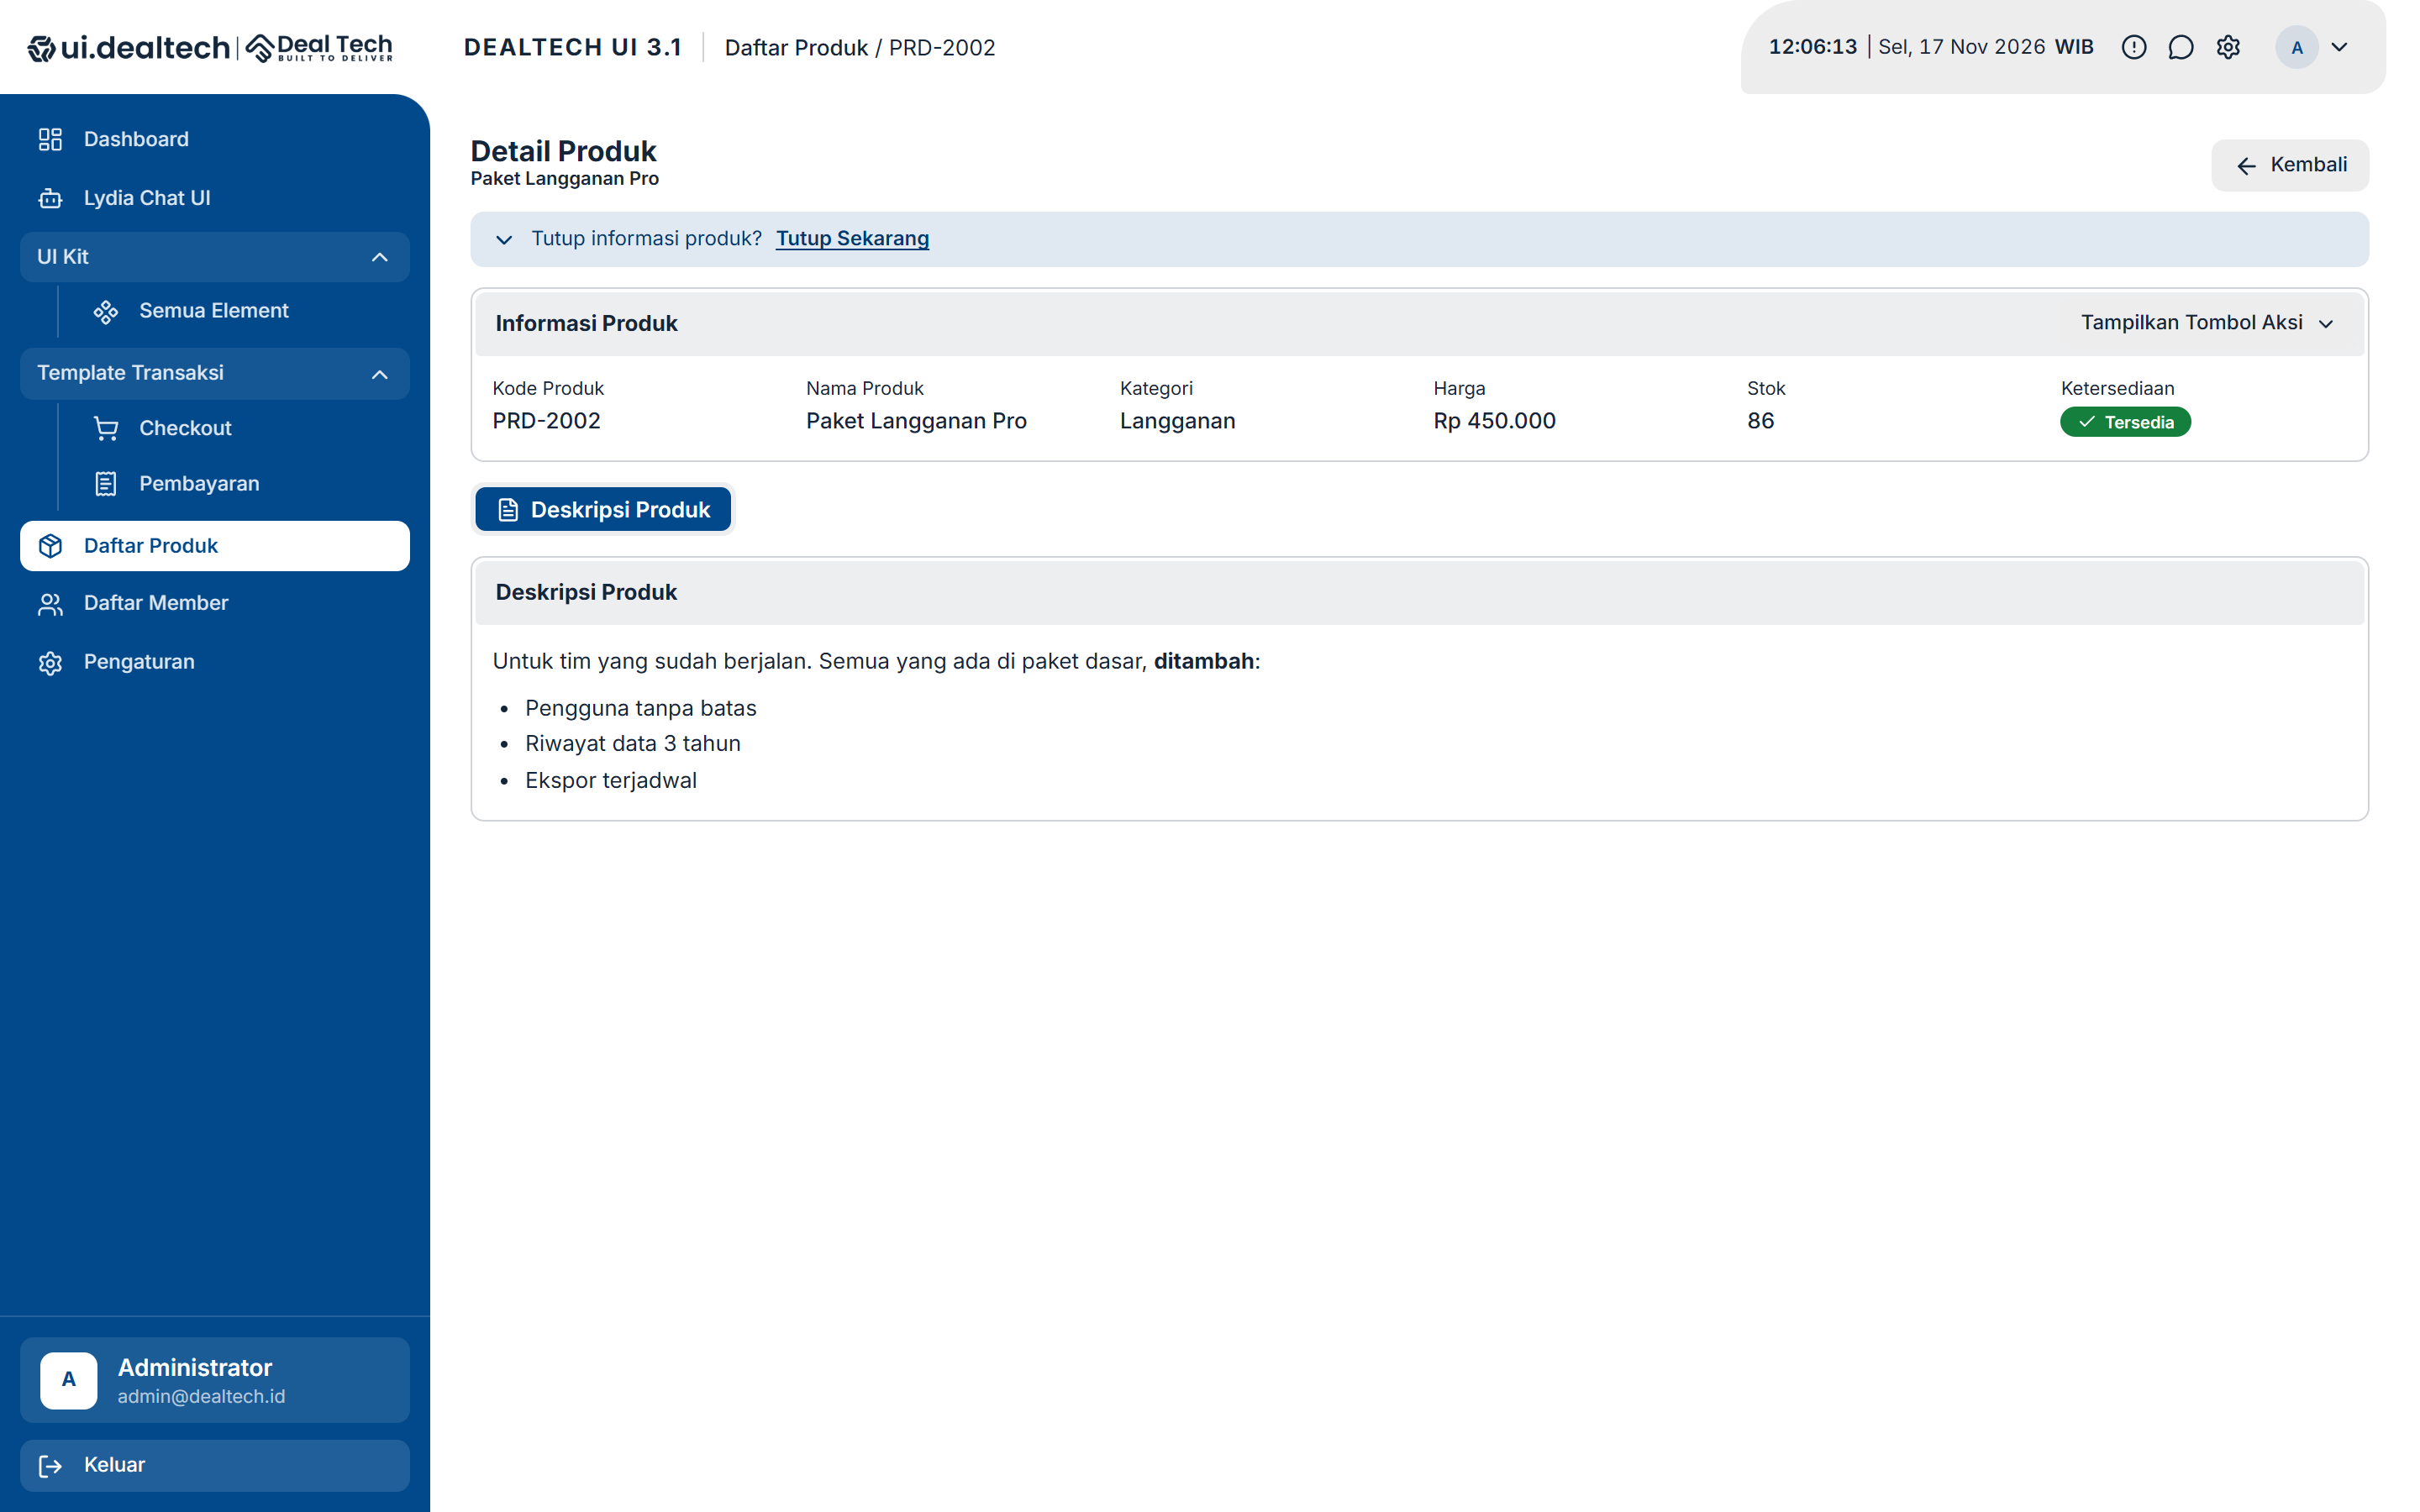 ui.dealtech | Deal Tech
BUILT TO DELIVER
DEALTECH UI 3.1
Daftar Produk / PRD-2002
12:06:13 | Sel, 17 Nov 2026 WIB
A
Dashboard
Lydia Chat UI
UI Kit
Semua Element
Template Transaksi
Checkout
Pembayaran
Daftar Produk
Daftar Member
Pengaturan
Administrator
A
admin@dealtech.id
Keluar
Detail Produk
Paket Langganan Pro
Kembali
Tutup informasi produk? Tutup Sekarang
Informasi Produk
Tampilkan Tombol Aksi
Kode Produk
PRD-2002
Nama Produk
Paket Langganan Pro
Kategori
Langganan
Harga
Rp 450.000
Stok
86
Ketersediaan
Tersedia
Deskripsi Produk
Deskripsi Produk
Untuk tim yang sudah berjalan. Semua yang ada di paket dasar, ditambah:
• Pengguna tanpa batas
• Riwayat data 3 tahun
• Ekspor terjadwal